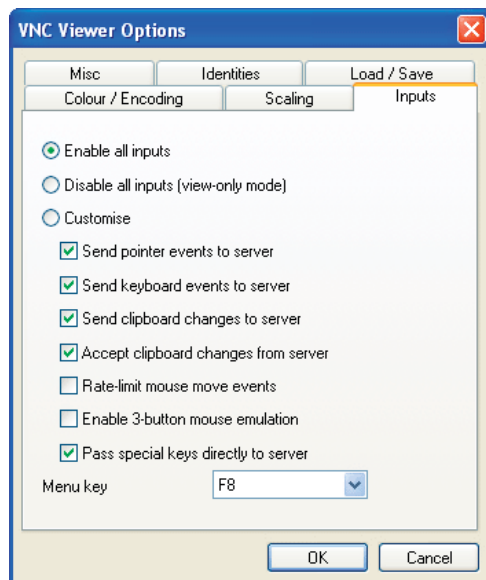 VNC Viewer Options
Misc Identities Load / Save
Colour / Encoding Scaling Inputs
Enable all inputs
Disable all inputs (view-only mode)
Customise
Send pointer events to server
Send keyboard events to server
Send clipboard changes to server
Accept clipboard changes from server
Rate-limit mouse move events
Enable 3-button mouse emulation
Pass special keys directly to server
Menu key F8
OK Cancel